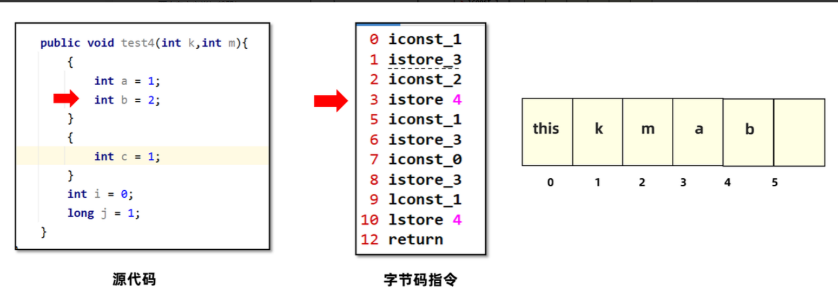 public void test4(int k,int m){
{
int a = 1;
int b = 2;
}
{
int c = 1;
}
int i = 0;
long j = 1;
}
源代码
0 iconst_1
1 istore_3
2 iconst_2
3 istore 4
5 iconst_1
6 istore_3
7 iconst_0
8 istore_3
9 lconst_1
10 lstore 4
12 return
字节码指令
this k m a b
0 1 2 3 4 5